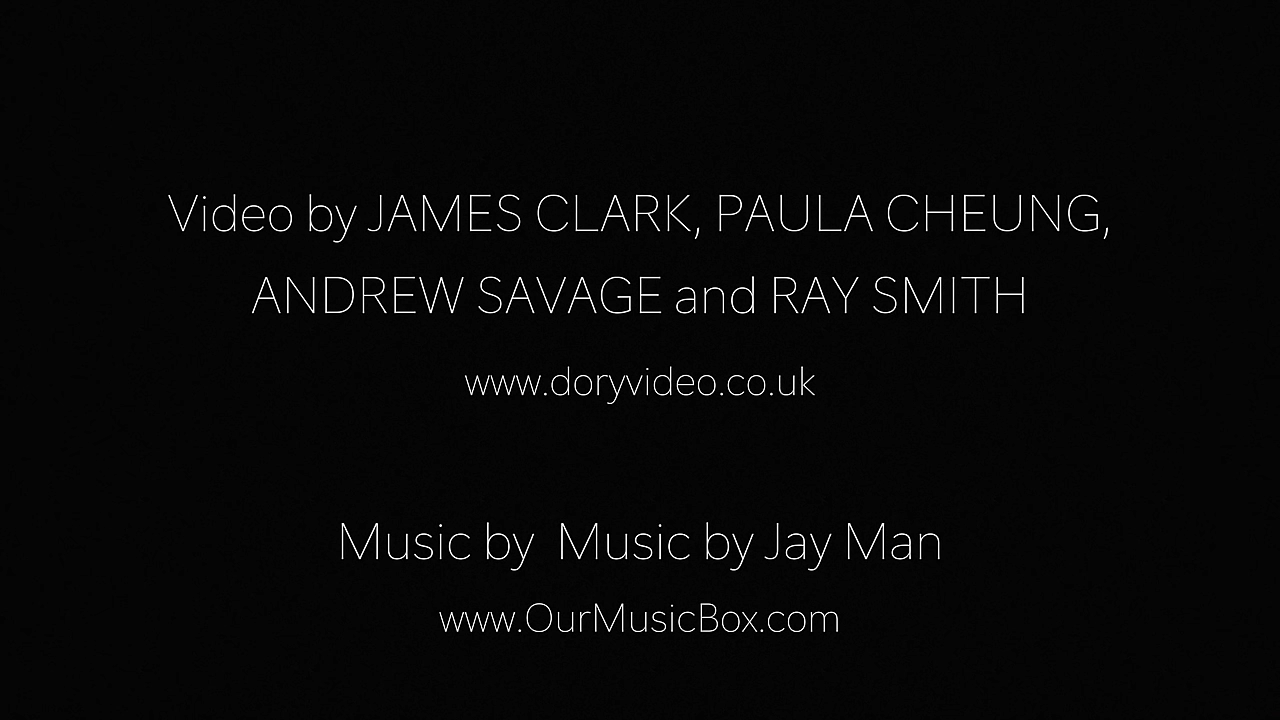 Video by JAMES CLARK, PAULA CHEUNG,
ANDREW SAVAGE and RAY SMITH
www.doryvideo.co.uk
Music by  Music by Jay Man
www.OurMusicBox.com